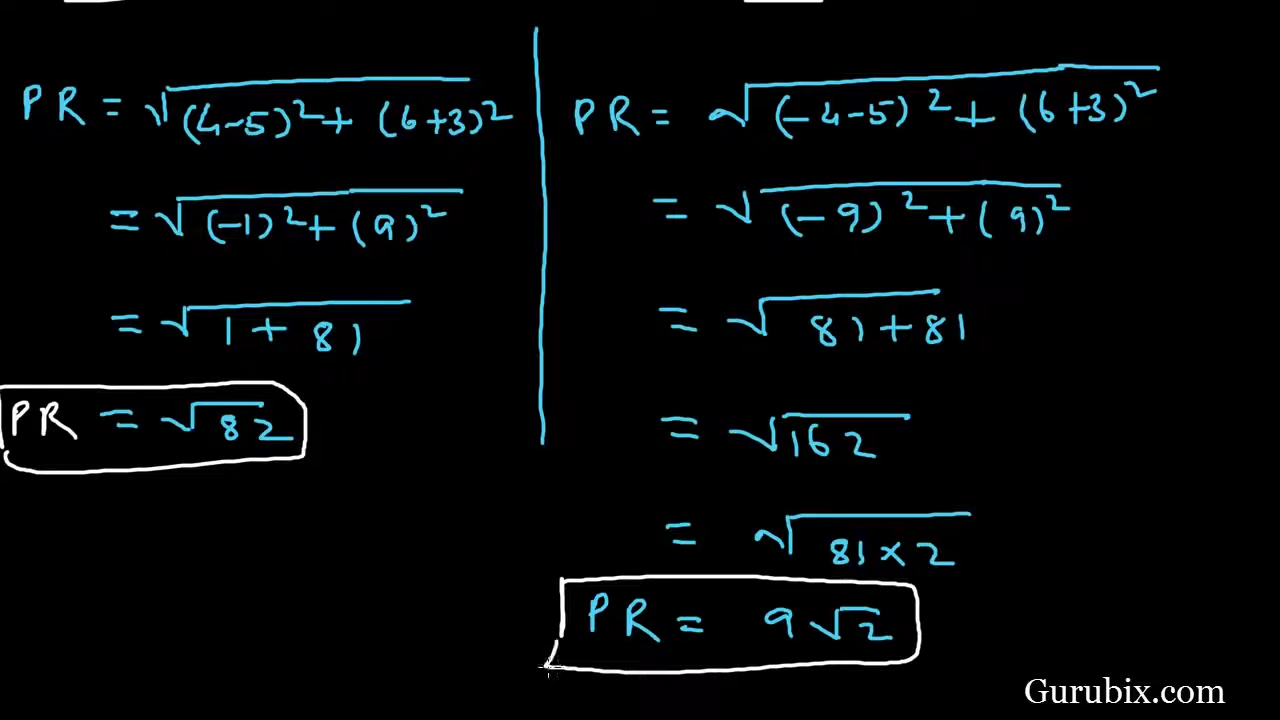 PR = √(4-5)² + (6+3)²
= √(-1)² + (9)²
= √1 + 81
PR = √82
PR = √(-4-5)² + (6+3)²
= √(-9)² + (9)²
= √81 + 81
= √162
= √81 × 2
PR = 9√2
Gurubix.com